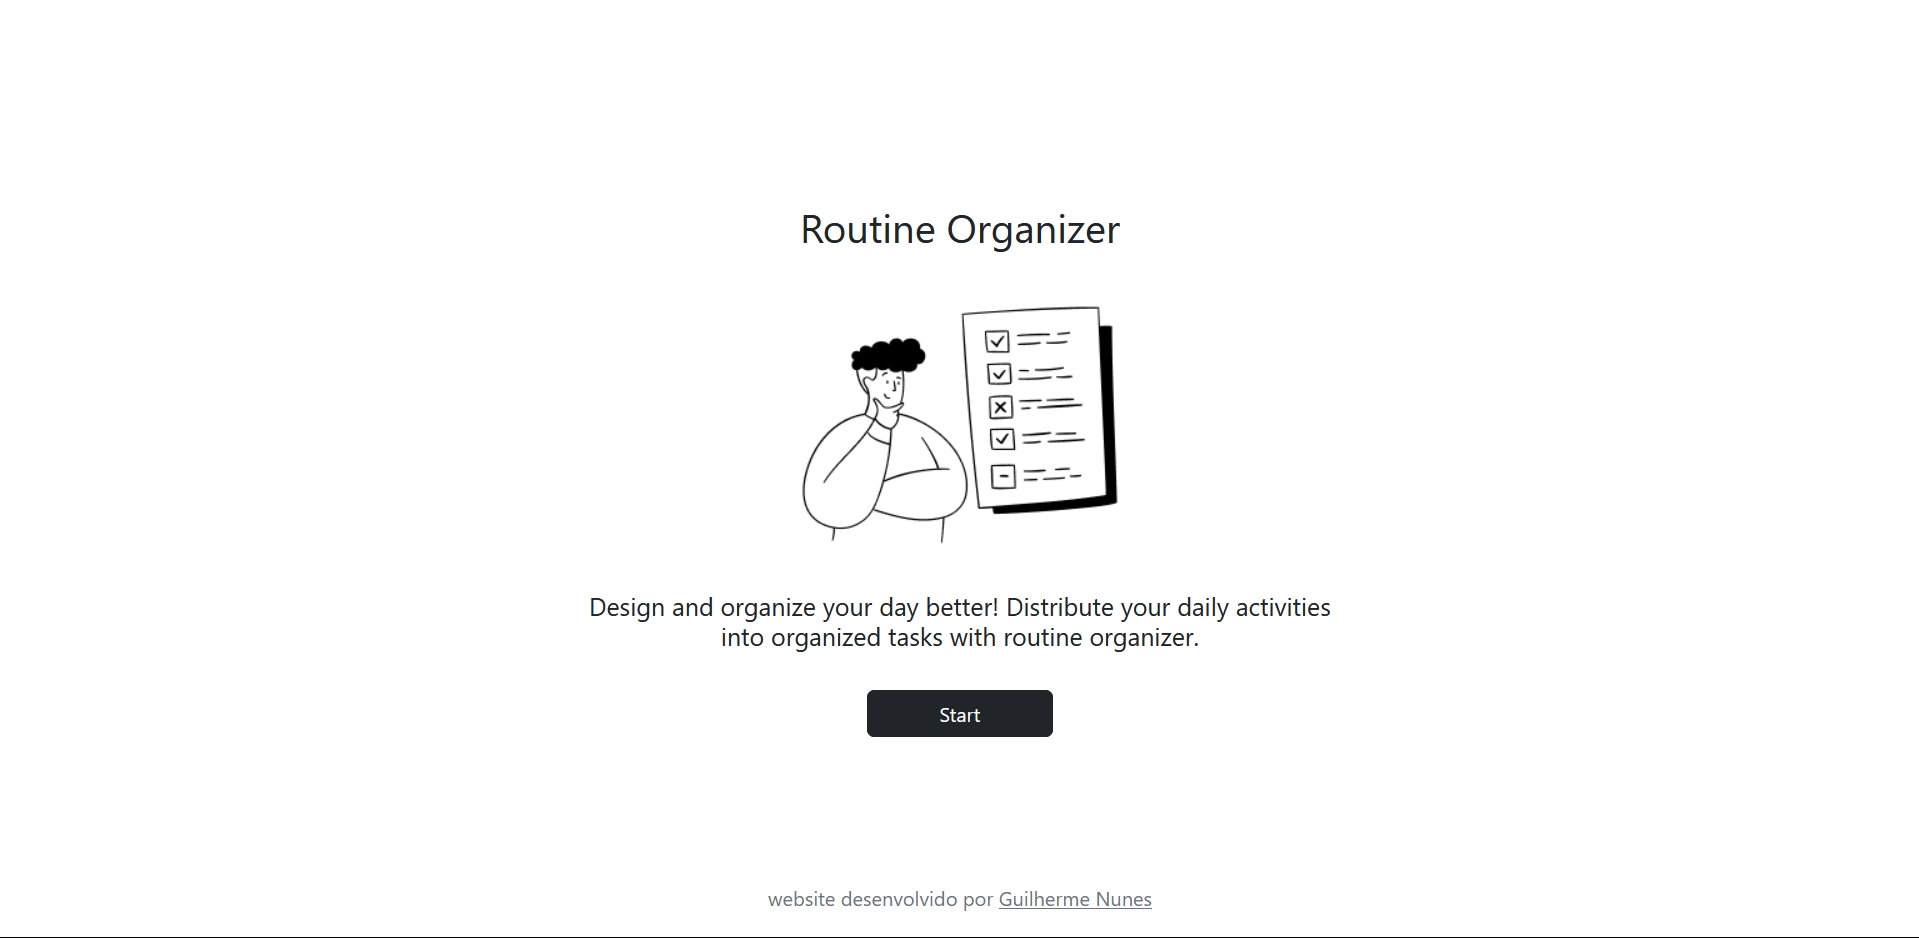 Routine Organizer
Design and organize your day better! Distribute your daily activities
into organized tasks with routine organizer.
Start
website desenvolvido por Guilherme Nunes